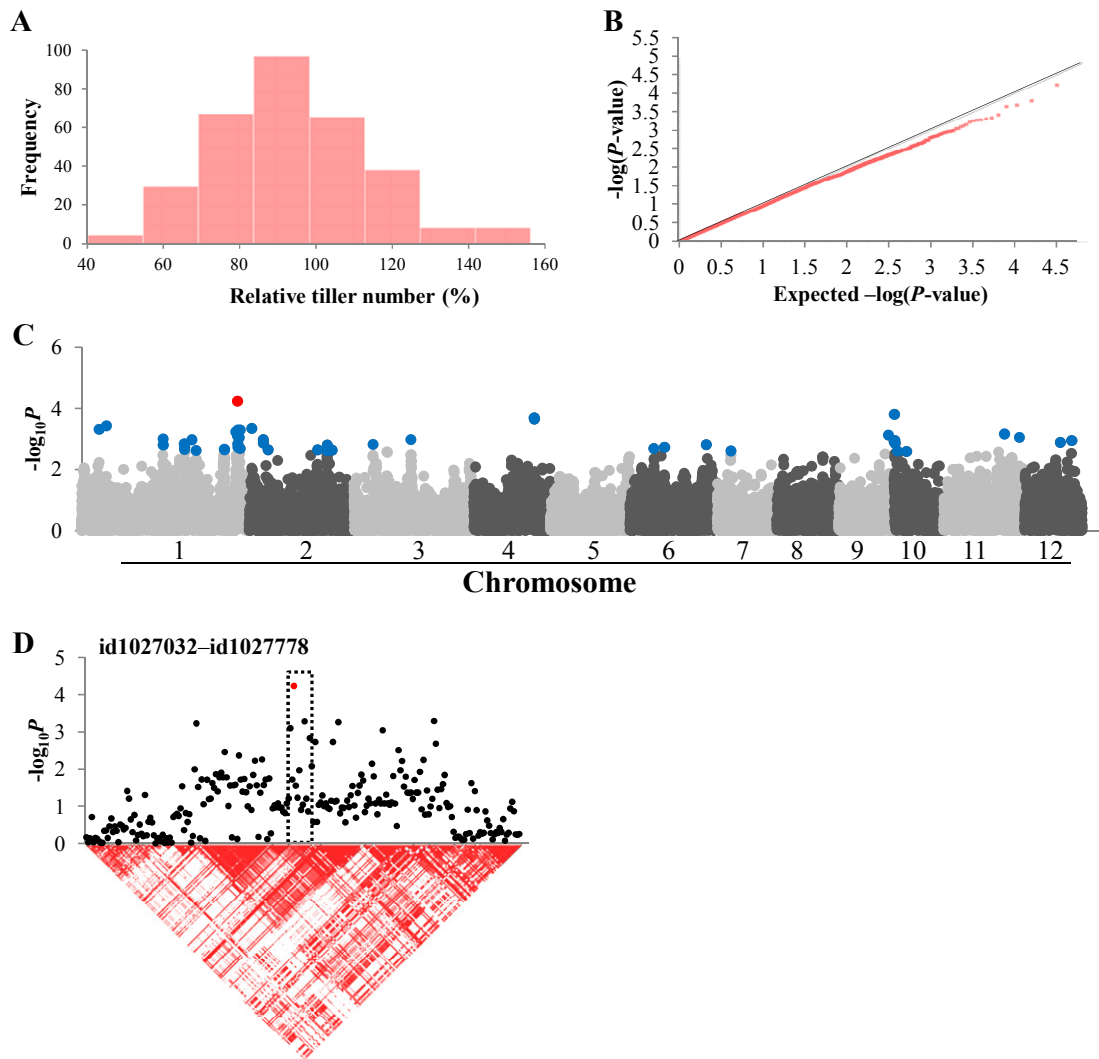 A
Frequency
100
80
60
40
20
0
40 60 80 100 120 140 160
Relative tiller number (%)
B
-log(P-value)
5.5
5
4.5
4
3.5
3
2.5
2
1.5
1
0.5
0
0 0.5 1 1.5 2 2.5 3 3.5 4 4.5
Expected –log(P-value)
C
-log10P
6
4
2
0
1 2 3 4 5 6 7 8 9 10 11 12
Chromosome
D
id1027032–id1027778
-log10P
5
4
3
2
1
0